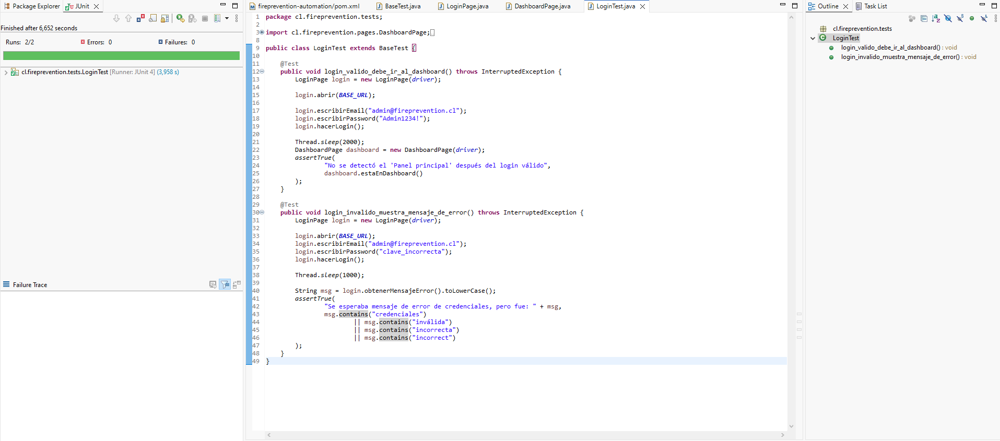 Package Explorer
JUnit
Finished after 6,652 seconds
Runs: 2/2
Errors: 0
Failures: 0
cl.fireprevention.tests.LoginTest [Runner: JUnit 4] (3,958 s)
Failure Trace
fireprevention-automation/pom.xml
BaseTest.java
LoginPage.java
DashboardPage.java
LoginTest.java
1 package cl.fireprevention.tests;
2
3 import cl.fireprevention.pages.DashboardPage;
8
9 public class LoginTest extends BaseTest {
10
11     @Test
12     public void login_valido_debe_ir_al_dashboard() throws InterruptedException {
13         LoginPage login = new LoginPage(driver);
14
15         login.abrir(BASE_URL);
16
17         login.escribirEmail("admin@fireprevention.cl");
18         login.escribirPassword("Admin1234!");
19         login.hacerLogin();
20
21         Thread.sleep(2000);
22         DashboardPage dashboard = new DashboardPage(driver);
23         assertTrue(
24                 "No se detectó el 'Panel principal' después del login válido",
25                 dashboard.estaEnDashboard()
26         );
27     }
28
29     @Test
30     public void login_invalido_muestra_mensaje_de_error() throws InterruptedException {
31         LoginPage login = new LoginPage(driver);
32
33         login.abrir(BASE_URL);
34         login.escribirEmail("admin@fireprevention.cl");
35         login.escribirPassword("clave_incorrecta");
36         login.hacerLogin();
37
38         Thread.sleep(1000);
39
40         String msg = login.obtenerMensajeError().toLowerCase();
41         assertTrue(
42                 "Se esperaba mensaje de error de credenciales, pero fue: " + msg,
43                 msg.contains("credenciales")
44                         || msg.contains("inválida")
45                         || msg.contains("incorrecta")
46                         || msg.contains("incorrect")
47         );
48     }
49 }
Outline
Task List
cl.fireprevention.tests
LoginTest
login_valido_debe_ir_al_dashboard() : void
login_invalido_muestra_mensaje_de_error() : void